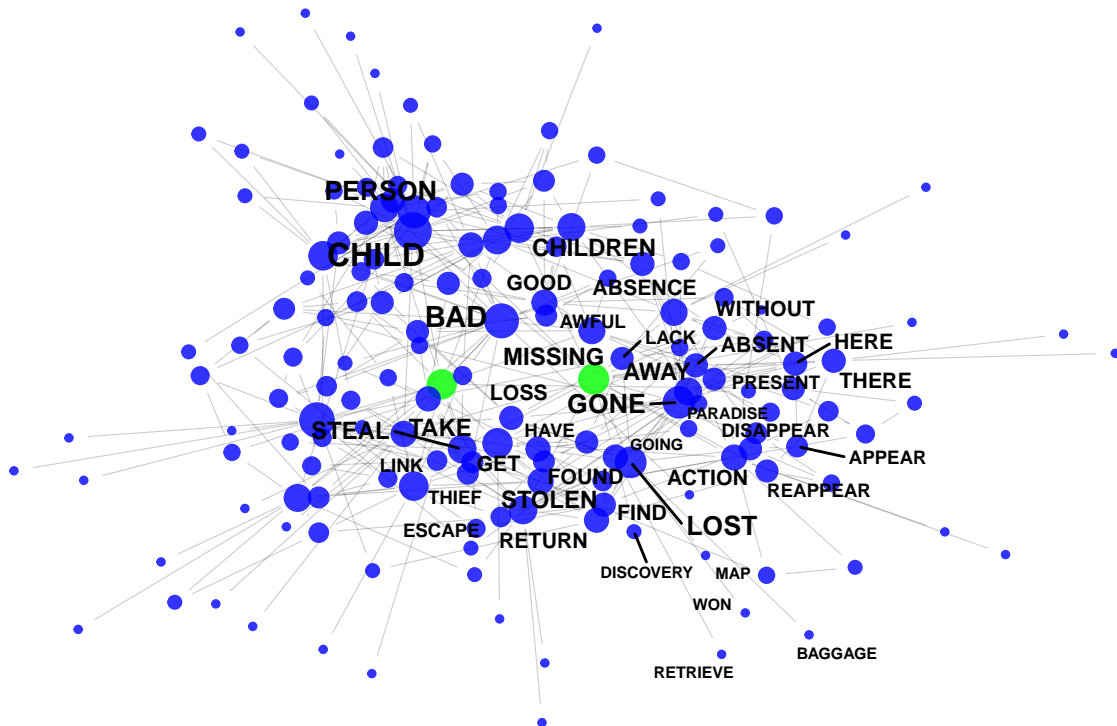 PERSON
CHILD
CHILDREN
GOOD
ABSENCE
WITHOUT
BAD
AWFUL
LACK
ABSENT
HERE
MISSING
AWAY
PRESENT
THERE
LOSS
GONE
PARADISE
STEAL
TAKE
HAVE
GOING
DISAPPEAR
APPEAR
LINK
GET
FOUND
ACTION
REAPPEAR
THIEF
STOLEN
FIND
LOST
ESCAPE
RETURN
DISCOVERY
MAP
WON
BAGGAGE
RETRIEVE